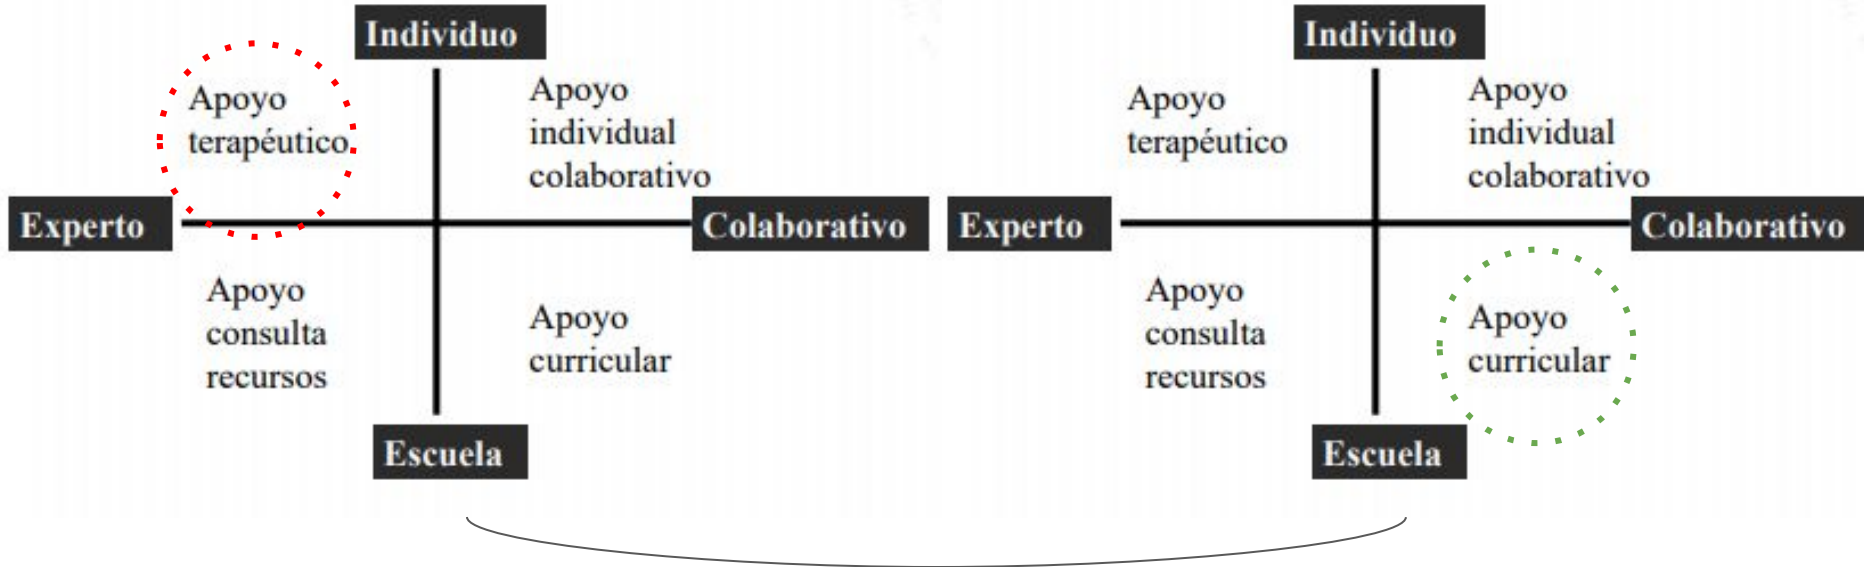 Individuo
Apoyo
terapéutico
Apoyo
individual
colaborativo
Experto
Colaborativo
Apoyo
consulta
recursos
Apoyo
curricular
Escuela
Individuo
Apoyo
terapéutico
Apoyo
individual
colaborativo
Experto
Colaborativo
Apoyo
consulta
recursos
Apoyo
curricular
Escuela